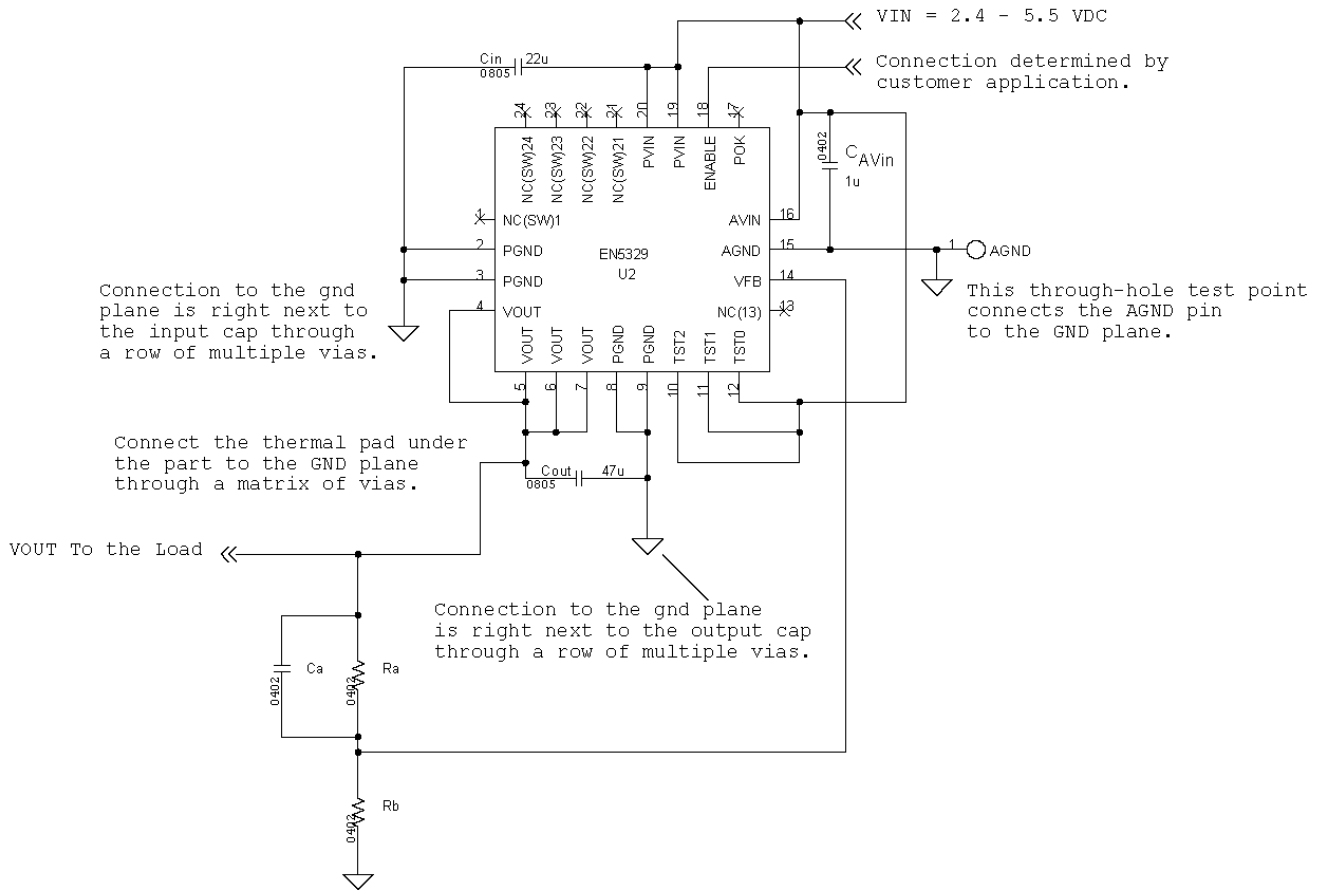 VIN = 2.4 - 5.5 VDC
Cin
22u
0805
Connection determined by
customer application.
24
23
22
21
20
19
18
17
NC(SW)24
NC(SW)23
NC(SW)22
NC(SW)21
PVIN
PVIN
ENABLE
POK
0402
CAVin
1u
1
NC(SW)1
AVIN
16
2
PGND
AGND
15
1
AGND
EN5329
U2
3
PGND
VFB
14
4
VOUT
NC(13)
13
Connection to the gnd
plane is right next to
the input cap through
a row of multiple vias.
This through-hole test point
connects the AGND pin
to the GND plane.
VOUT
VOUT
VOUT
PGND
PGND
TST2
TST1
TST0
5
6
7
8
9
10
11
12
Connect the thermal pad under
the part to the GND plane
through a matrix of vias.
Cout
47u
0805
VOUT To the Load
Connection to the gnd plane
is right next to the output cap
through a row of multiple vias.
Ca
0402
Ra
0402
Rb
0402